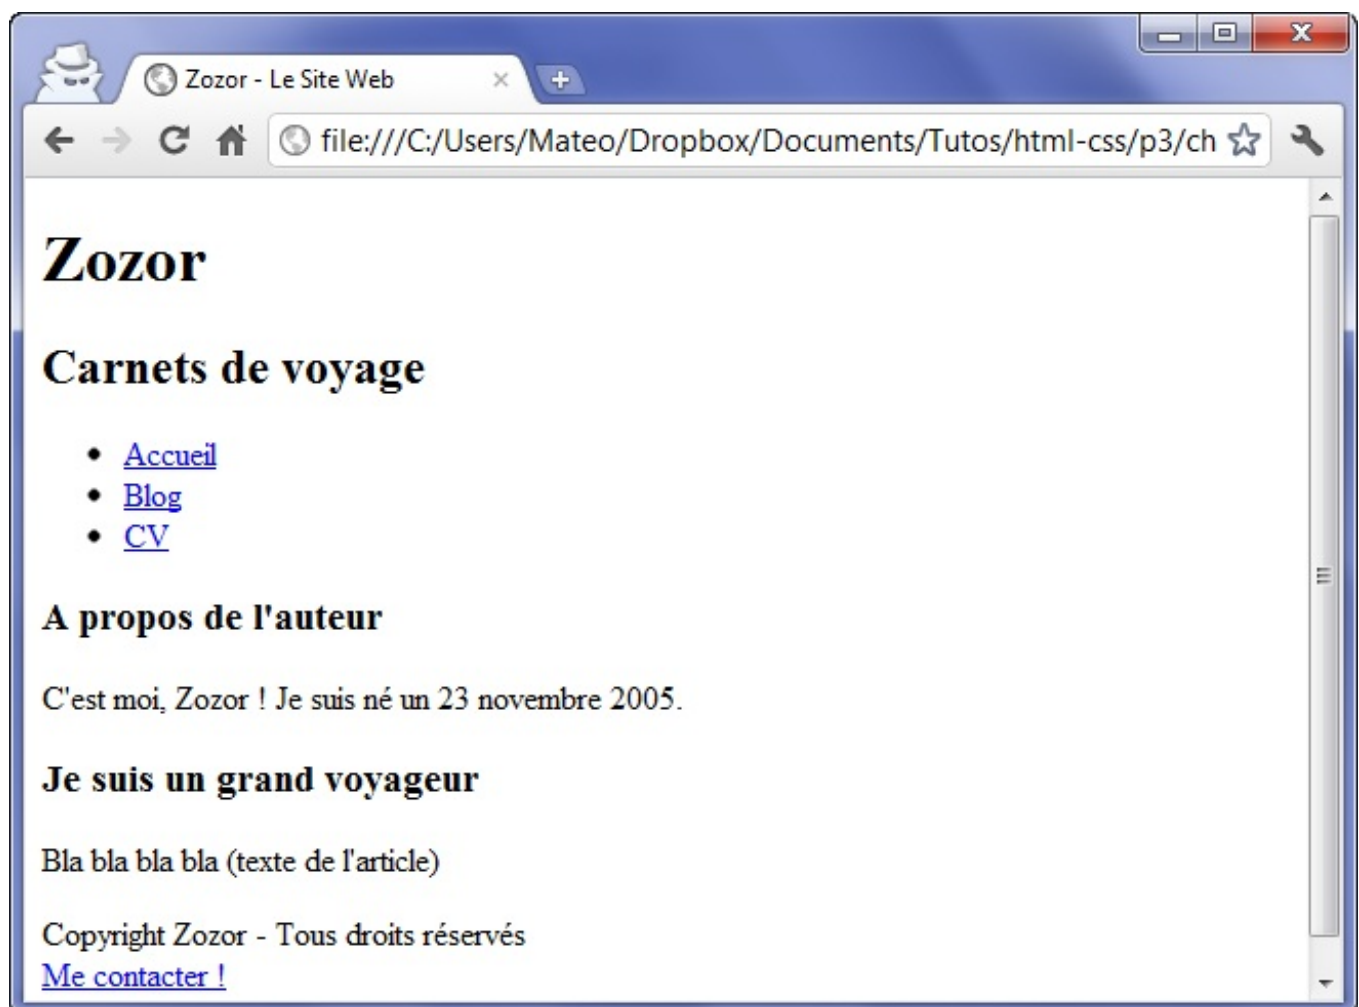 Zozor - Le Site Web
file:///C:/Users/Mateo/Dropbox/Documents/Tutos/html-css/p3/ch
Zozor
Carnets de voyage
Accueil
Blog
CV
A propos de l'auteur
C'est moi, Zozor ! Je suis né un 23 novembre 2005.
Je suis un grand voyageur
Bla bla bla bla (texte de l'article)
Copyright Zozor - Tous droits réservés
Me contacter !